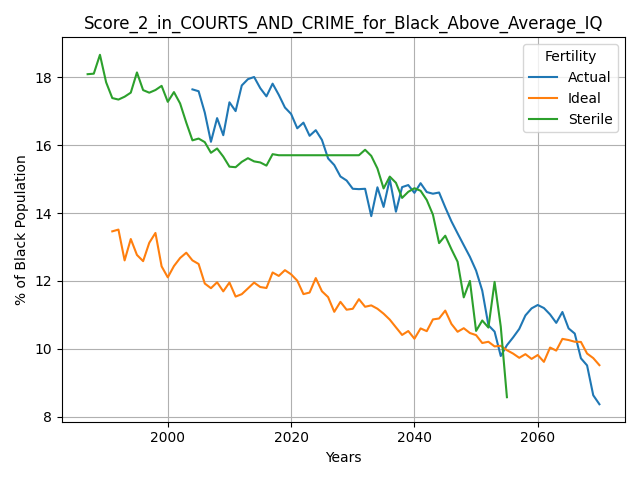 Score_2_in_COURTS_AND_CRIME_for_Black_Above_Average_IQ
Fertility
Actual
Ideal
Sterile
% of Black Population
18
16
14
12
10
8
2000
2020
2040
2060
Years